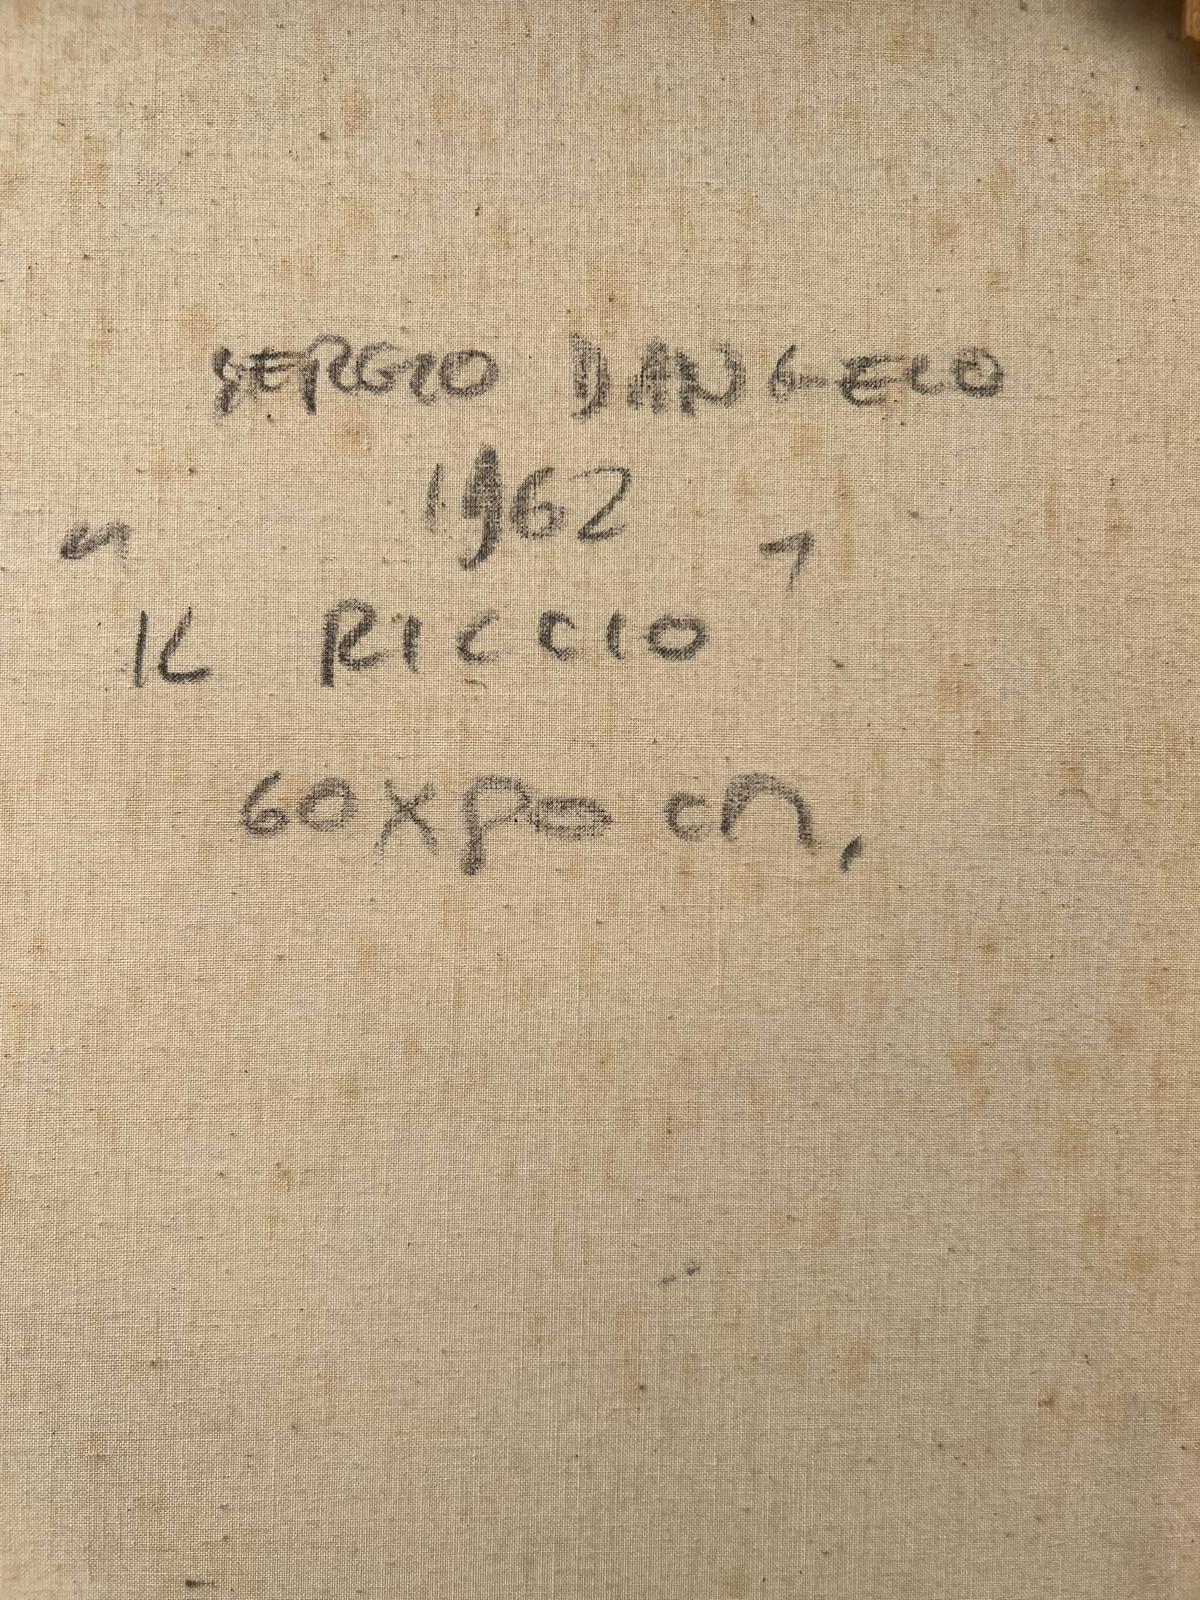 SERGIO DANGELO
1962
"IL RICCIO"
60X80 cm.